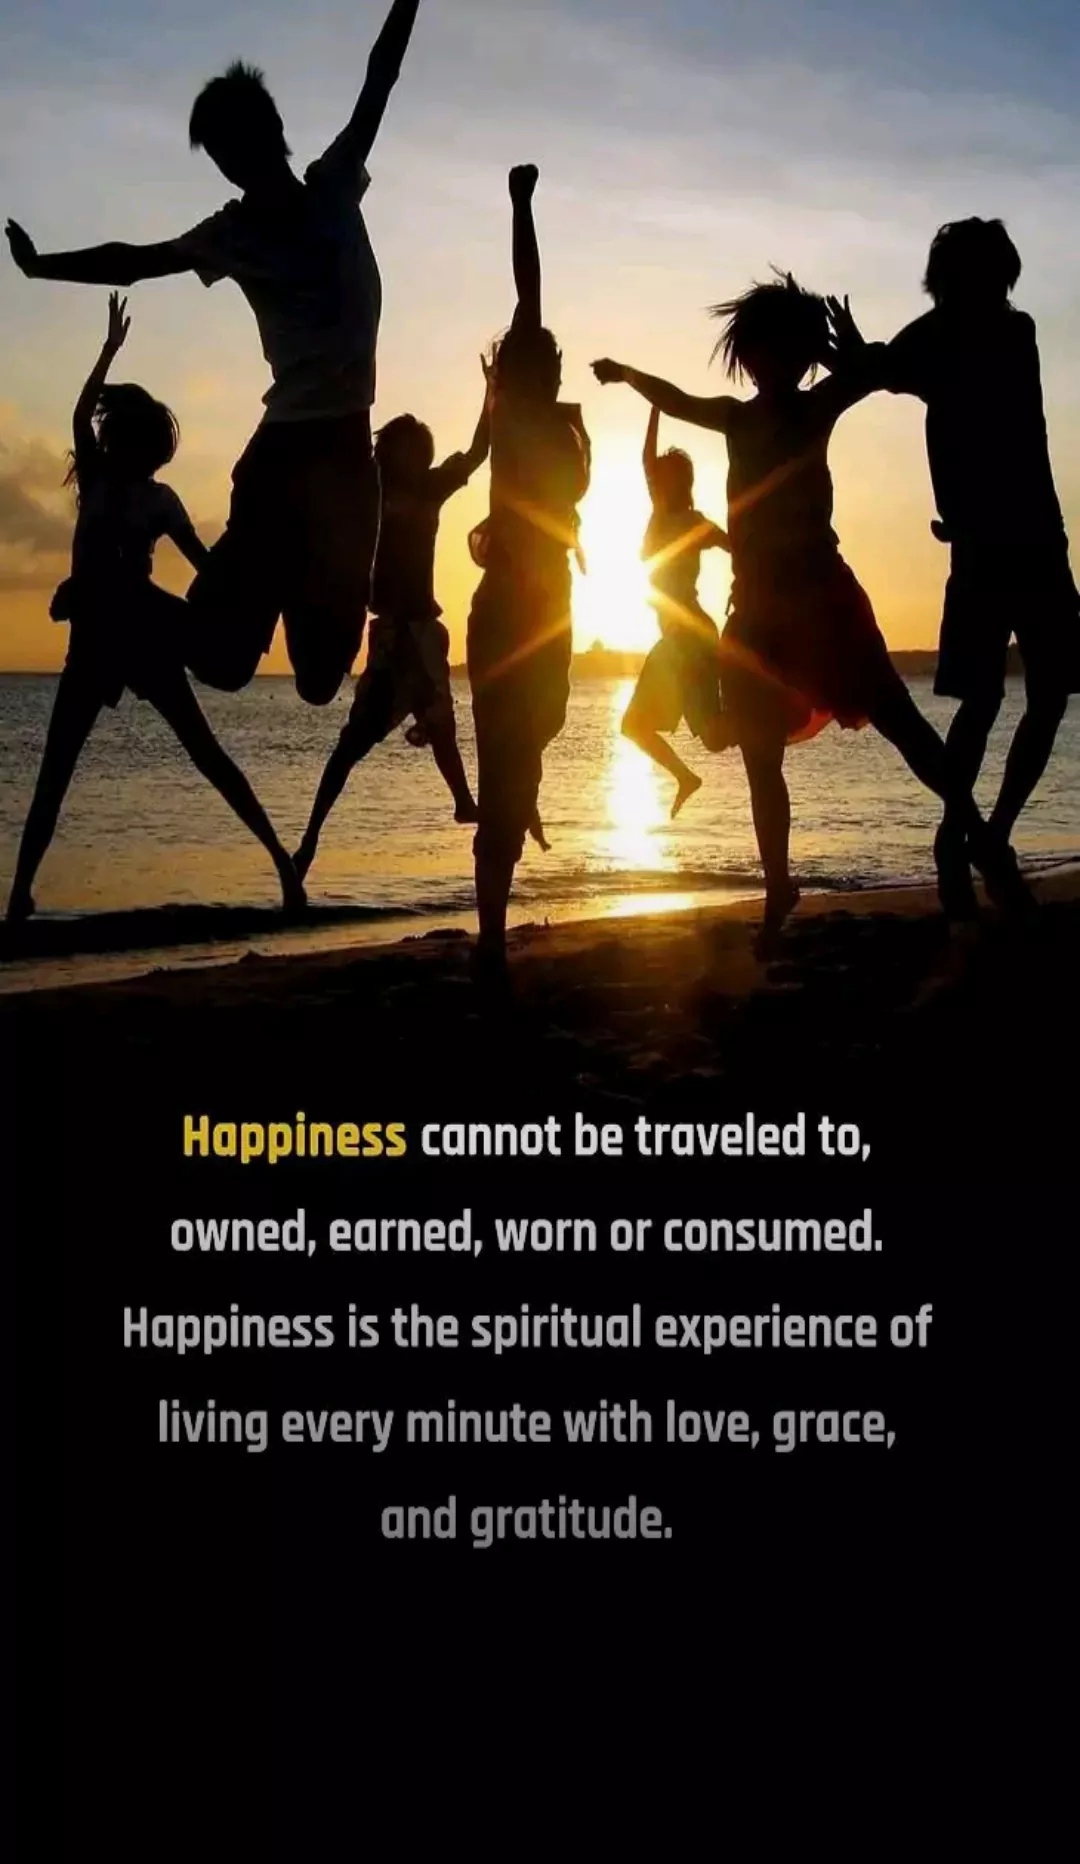 Happiness cannot be traveled to,
owned, earned, worn or consumed.
Happiness is the spiritual experience of
living every minute with love, grace,
and gratitude.